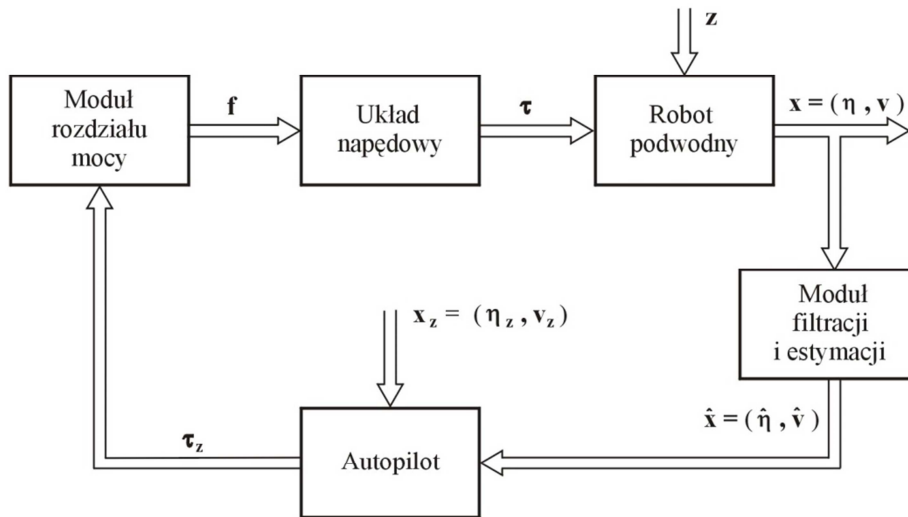 z
Moduł
rozdziału
mocy
f
Układ
napędowy
τ
Robot
podwodny
x = (η , v)
Moduł
filtracji
i estymacji
x_z = (η_z , v_z)
x̂ = (η̂ , v̂)
τ_z
Autopilot